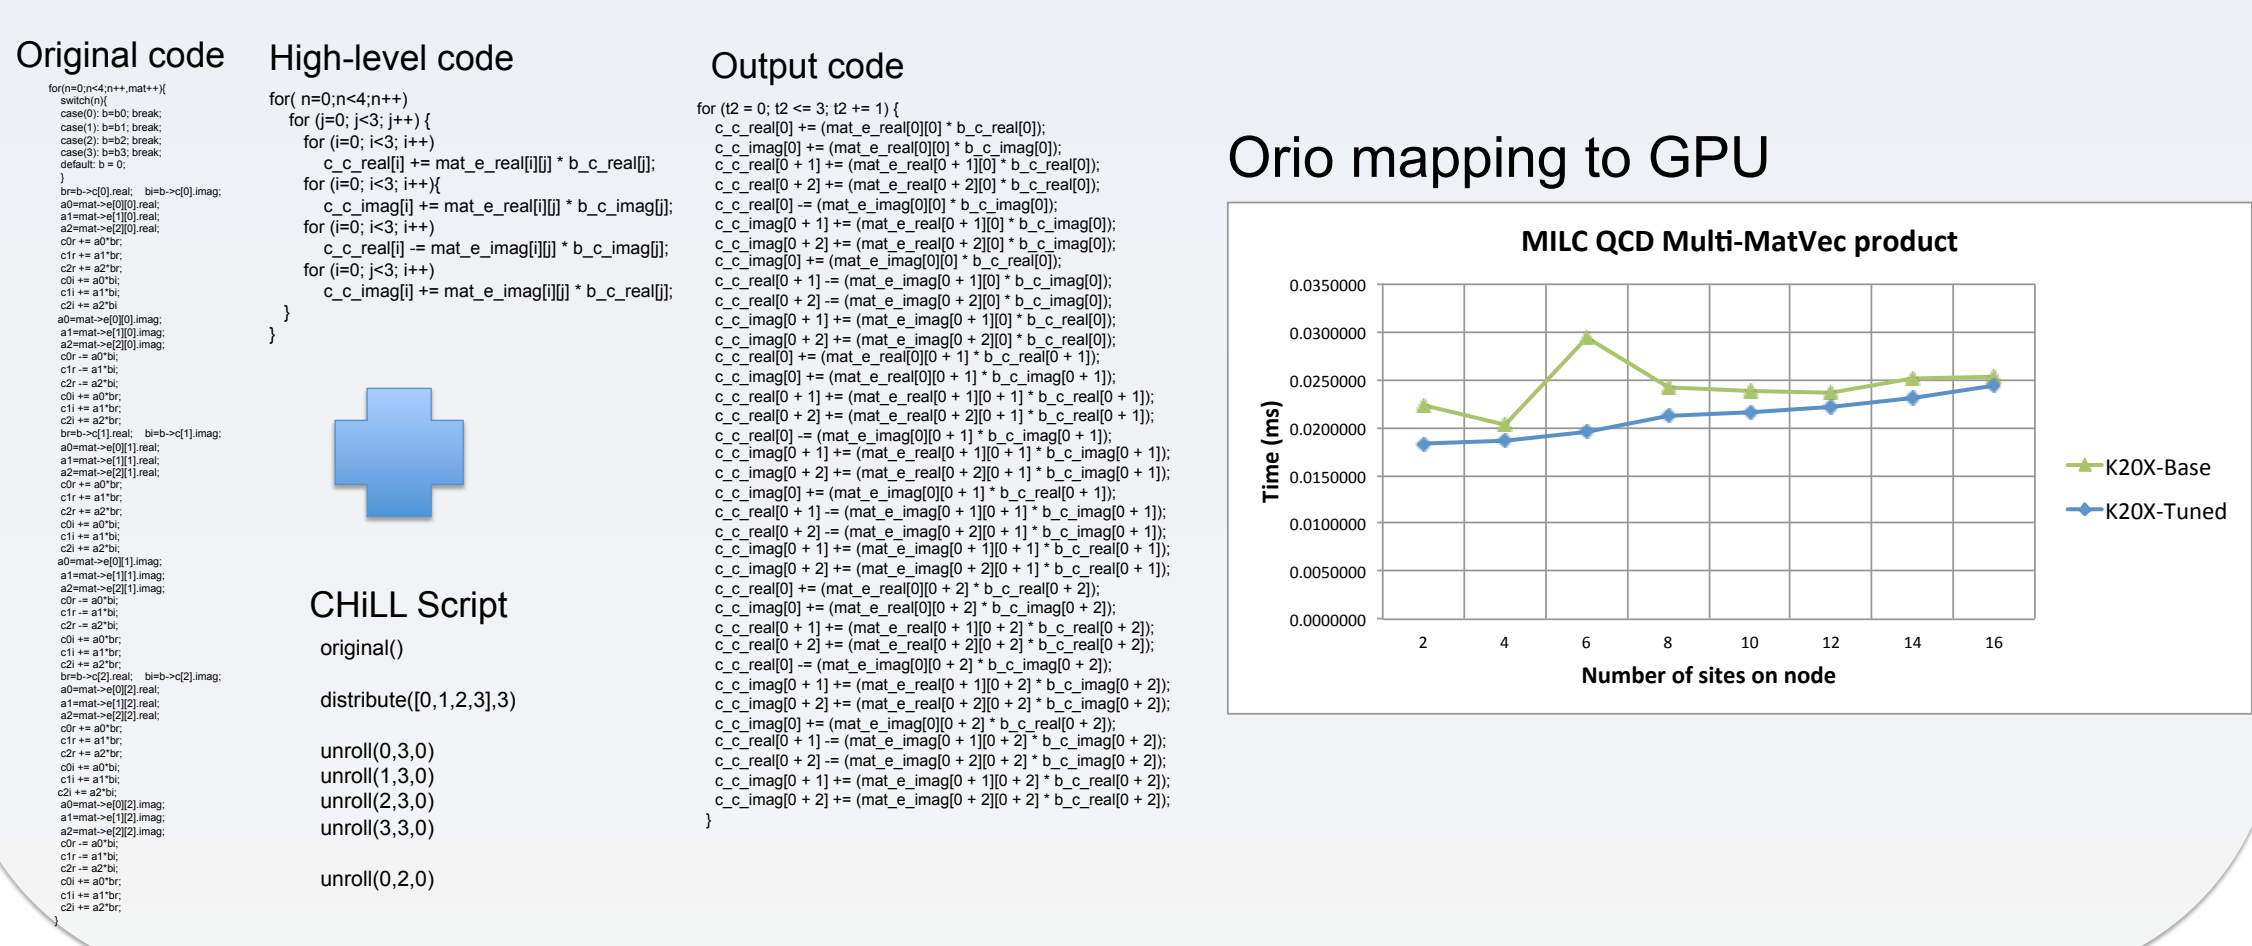 Original code
for(n=0;n<4;n++,mat++){
switch(n){
case(0): b=b0; break;
case(1): b=b1; break;
case(2): b=b2; break;
case(3): b=b3; break;
default: b = 0;
}
br=b->c[0].real; bi=b->c[0].imag;
a0=mat->e[0][0].real;
a1=mat->e[1][0].real;
a2=mat->e[2][0].real;
c0r += a0*br;
c1r += a1*br;
c2r += a2*br;
c0i += a0*bi;
c1i += a1*bi;
c2i += a2*bi
a0=mat->e[0][0].imag;
a1=mat->e[1][0].imag;
a2=mat->e[2][0].imag;
c0r -= a0*bi;
c1r -= a1*bi;
c2r -= a2*bi;
c0i += a0*br;
c1i += a1*br;
c2i += a2*br;
br=b->c[1].real; bi=b->c[1].imag;
a0=mat->e[0][1].real;
a1=mat->e[1][1].real;
a2=mat->e[2][1].real;
c0r += a0*br;
c1r += a1*br;
c2r += a2*br;
c0i += a0*bi;
c1i += a1*bi;
c2i += a2*bi;
a0=mat->e[0][1].imag;
a1=mat->e[1][1].imag;
a2=mat->e[2][1].imag;
c0r -= a0*bi;
c1r -= a1*bi;
c2r -= a2*bi;
c0i += a0*br;
c1i += a1*br;
c2i += a2*br;
br=b->c[2].real; bi=b->c[2].imag;
a0=mat->e[0][2].real;
a1=mat->e[1][2].real;
a2=mat->e[2][2].real;
c0r += a0*br;
c1r += a1*br;
c2r += a2*br;
c0i += a0*bi;
c1i += a1*bi;
c2i += a2*bi;
a0=mat->e[0][2].imag;
a1=mat->e[1][2].imag;
a2=mat->e[2][2].imag;
c0r -= a0*bi;
c1r -= a1*bi;
c2r -= a2*bi;
c0i += a0*br;
c1i += a1*br;
c2i += a2*br;
}
High-level code
for( n=0;n<4;n++)
for (j=0; j<3; j++) {
for (i=0; i<3; i++)
c_c_real[i] += mat_e_real[i][j] * b_c_real[j];
for (i=0; i<3; i++){
c_c_imag[i] += mat_e_real[i][j] * b_c_imag[j];
for (i=0; i<3; i++)
c_c_real[i] -= mat_e_imag[i][j] * b_c_imag[j];
for (i=0; j<3; i++)
c_c_imag[i] += mat_e_imag[i][j] * b_c_real[j];
}
}
CHiLL Script
original()
distribute([0,1,2,3],3)
unroll(0,3,0)
unroll(1,3,0)
unroll(2,3,0)
unroll(3,3,0)
unroll(0,2,0)
Output code
for (t2 = 0; t2 <= 3; t2 += 1) {
c_c_real[0] += (mat_e_real[0][0] * b_c_real[0]);
c_c_imag[0] += (mat_e_real[0][0] * b_c_imag[0]);
c_c_real[0 + 1] += (mat_e_real[0 + 1][0] * b_c_real[0]);
c_c_real[0 + 2] += (mat_e_real[0 + 2][0] * b_c_real[0]);
c_c_real[0] -= (mat_e_imag[0][0] * b_c_imag[0]);
c_c_imag[0 + 1] += (mat_e_real[0 + 1][0] * b_c_imag[0]);
c_c_imag[0 + 2] += (mat_e_real[0 + 2][0] * b_c_imag[0]);
c_c_imag[0] += (mat_e_imag[0][0] * b_c_real[0]);
c_c_real[0 + 1] -= (mat_e_imag[0 + 1][0] * b_c_imag[0]);
c_c_real[0 + 2] -= (mat_e_imag[0 + 2][0] * b_c_imag[0]);
c_c_imag[0 + 1] += (mat_e_imag[0 + 1][0] * b_c_real[0]);
c_c_imag[0 + 2] += (mat_e_imag[0 + 2][0] * b_c_real[0]);
c_c_real[0] += (mat_e_real[0][0 + 1] * b_c_real[0 + 1]);
c_c_imag[0] += (mat_e_real[0][0 + 1] * b_c_imag[0 + 1]);
c_c_real[0 + 1] += (mat_e_real[0 + 1][0 + 1] * b_c_real[0 + 1]);
c_c_real[0 + 2] += (mat_e_real[0 + 2][0 + 1] * b_c_real[0 + 1]);
c_c_real[0] -= (mat_e_imag[0][0 + 1] * b_c_imag[0 + 1]);
c_c_imag[0 + 1] += (mat_e_real[0 + 1][0 + 1] * b_c_imag[0 + 1]);
c_c_imag[0 + 2] += (mat_e_real[0 + 2][0 + 1] * b_c_imag[0 + 1]);
c_c_imag[0] += (mat_e_imag[0][0 + 1] * b_c_real[0 + 1]);
c_c_real[0 + 1] -= (mat_e_imag[0 + 1][0 + 1] * b_c_imag[0 + 1]);
c_c_real[0 + 2] -= (mat_e_imag[0 + 2][0 + 1] * b_c_imag[0 + 1]);
c_c_imag[0 + 1] += (mat_e_imag[0 + 1][0 + 1] * b_c_real[0 + 1]);
c_c_imag[0 + 2] += (mat_e_imag[0 + 2][0 + 1] * b_c_real[0 + 1]);
c_c_real[0] += (mat_e_real[0][0 + 2] * b_c_real[0 + 2]);
c_c_imag[0] += (mat_e_real[0][0 + 2] * b_c_imag[0 + 2]);
c_c_real[0 + 1] += (mat_e_real[0 + 1][0 + 2] * b_c_real[0 + 2]);
c_c_real[0 + 2] += (mat_e_real[0 + 2][0 + 2] * b_c_real[0 + 2]);
c_c_real[0] -= (mat_e_imag[0][0 + 2] * b_c_imag[0 + 2]);
c_c_imag[0 + 1] += (mat_e_real[0 + 1][0 + 2] * b_c_imag[0 + 2]);
c_c_imag[0 + 2] += (mat_e_real[0 + 2][0 + 2] * b_c_imag[0 + 2]);
c_c_imag[0] += (mat_e_imag[0][0 + 2] * b_c_real[0 + 2]);
c_c_real[0 + 1] -= (mat_e_imag[0 + 1][0 + 2] * b_c_imag[0 + 2]);
c_c_real[0 + 2] -= (mat_e_imag[0 + 2][0 + 2] * b_c_imag[0 + 2]);
c_c_imag[0 + 1] += (mat_e_imag[0 + 1][0 + 2] * b_c_real[0 + 2]);
c_c_imag[0 + 2] += (mat_e_imag[0 + 2][0 + 2] * b_c_real[0 + 2]);
}
Orio mapping to GPU
MILC QCD Multi-MatVec product
Time (ms)
0.0350000
0.0300000
0.0250000
0.0200000
0.0150000
0.0100000
0.0050000
0.0000000
2 4 6 8 10 12 14 16
Number of sites on node
K20X-Base
K20X-Tuned